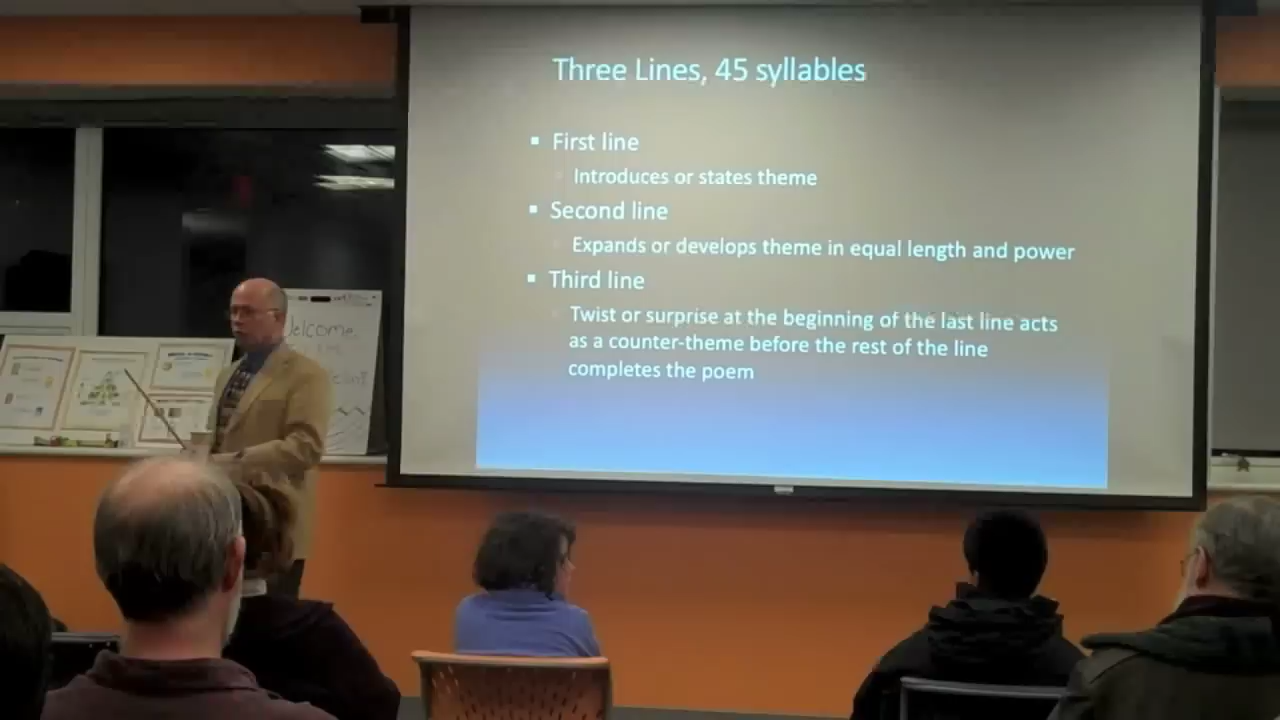 Three Lines, 45 syllables
First line
Introduces or states theme
Second line
Expands or develops theme in equal length and power
Third line
Twist or surprise at the beginning of the last line acts
as a counter-theme before the rest of the line
completes the poem
Welcome